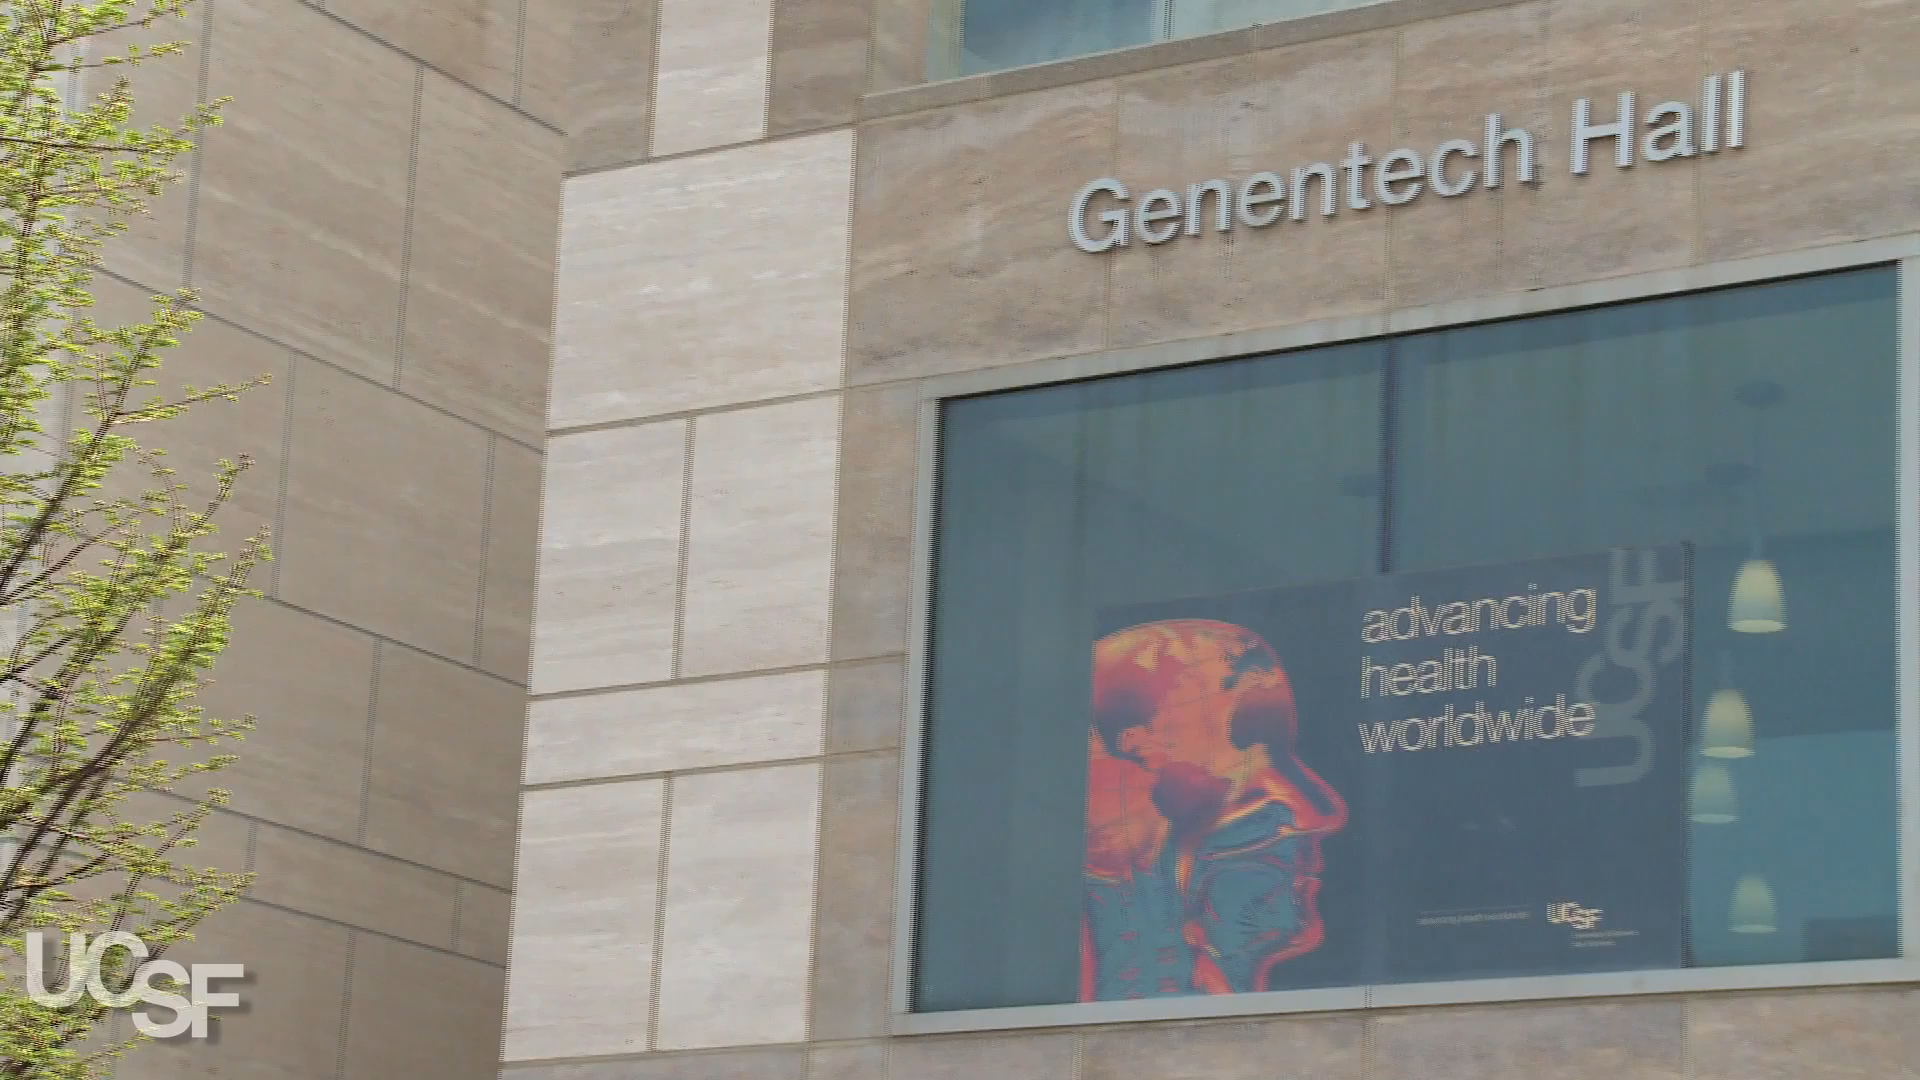 Genentech Hall
advancing
health
worldwide
UCSF
UCSF
UCSF